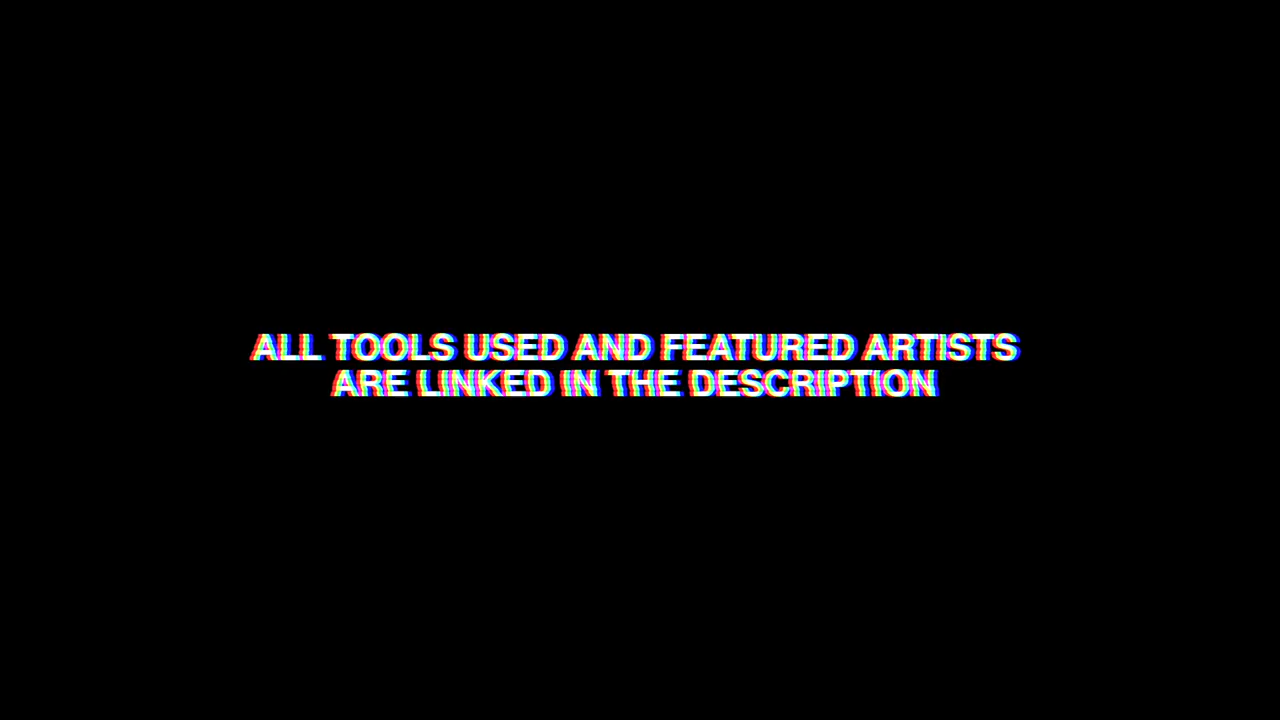 ALL TOOLS USED AND FEATURED ARTISTS
ARE LINKED IN THE DESCRIPTION